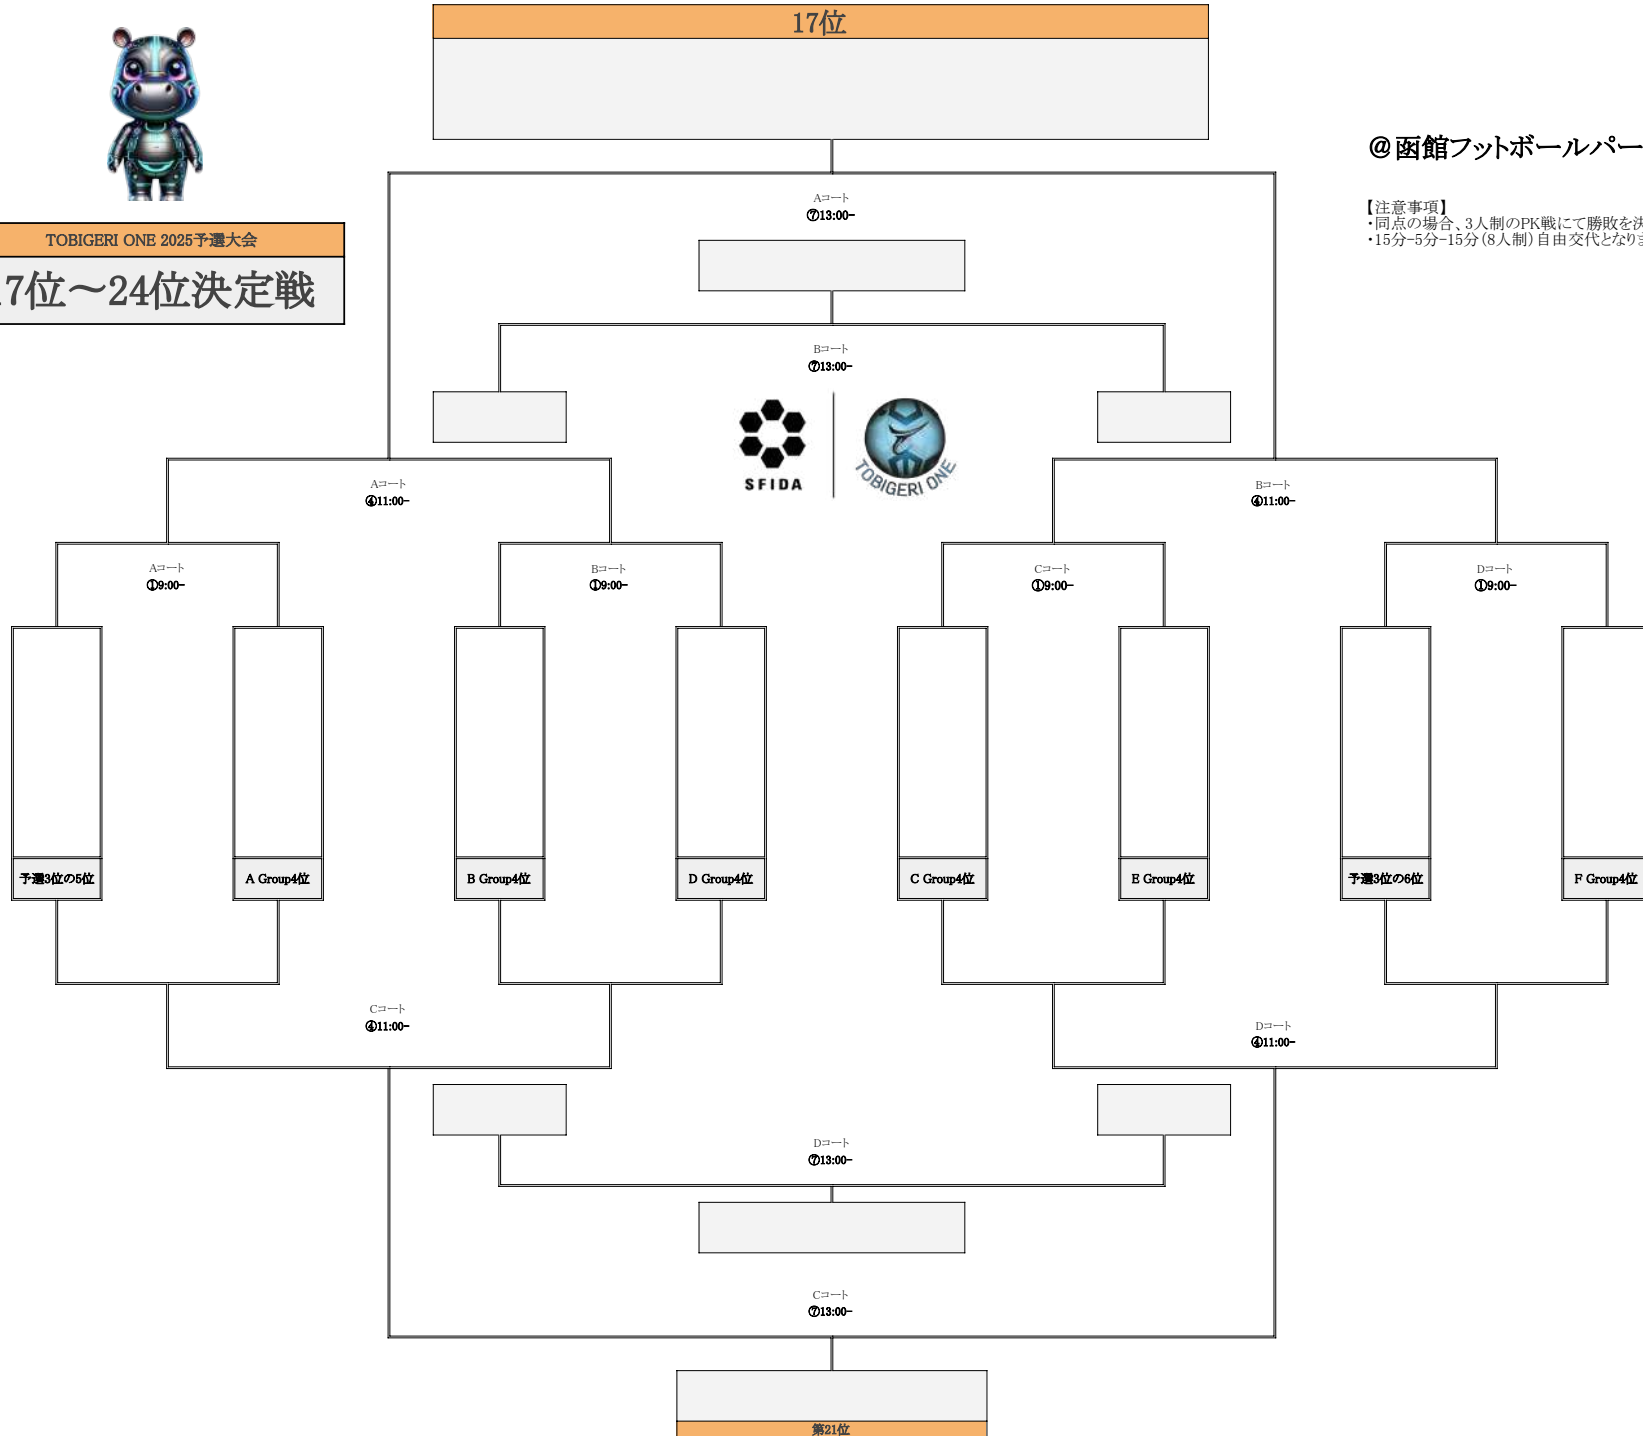 17位
@函館フットボールパー
【注意事項】
・同点の場合、3人制のPK戦にて勝敗を決
・15分-5分-15分（8人制）自由交代となりま
TOBIGERI ONE 2025予選大会
17位～24位決定戦
Aコート
⑦13:00-
Bコート
⑦13:00-
SFIDA
TOBIGERI ONE
Aコート
④11:00-
Bコート
④11:00-
Aコート
①9:00-
Bコート
①9:00-
Cコート
①9:00-
Dコート
①9:00-
予選3位の5位
A Group4位
B Group4位
D Group4位
C Group4位
E Group4位
予選3位の6位
F Group4位
Cコート
④11:00-
Dコート
④11:00-
Dコート
⑦13:00-
Cコート
⑦13:00-
第21位